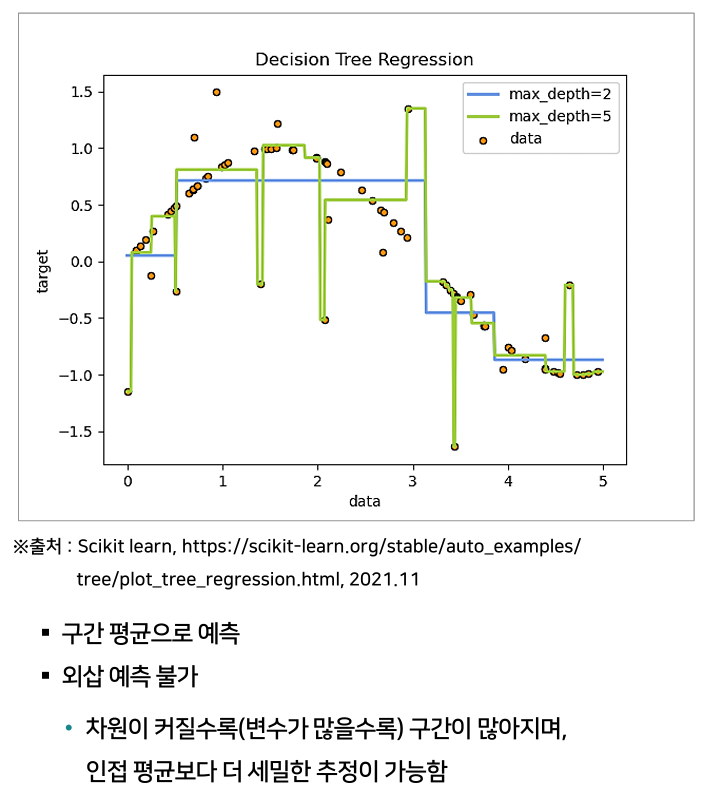 Decision Tree Regression
max_depth=2
max_depth=5
data
1.5
1.0
0.5
0.0
−0.5
−1.0
−1.5
target
0 1 2 3 4 5
data
※출처 : Scikit learn, https://scikit-learn.org/stable/auto_examples/
tree/plot_tree_regression.html, 2021.11
▪ 구간 평균으로 예측
▪ 외삽 예측 불가
• 차원이 커질수록(변수가 많을수록) 구간이 많아지며,
인접 평균보다 더 세밀한 추정이 가능함